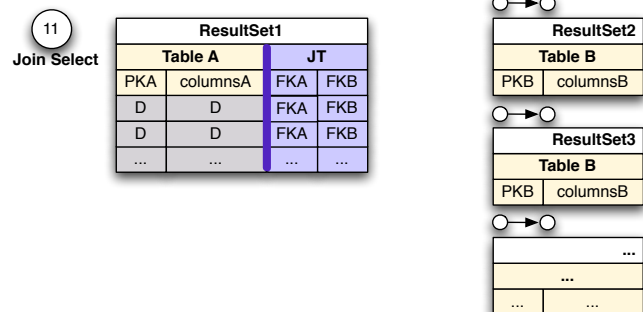 11
Join Select
ResultSet1
Table A JT
PKA columnsA FKA FKB
D D FKA FKB
D D FKA FKB
... ... ... ...
ResultSet2
Table B
PKB columnsB
ResultSet3
Table B
PKB columnsB
...
...
... ...